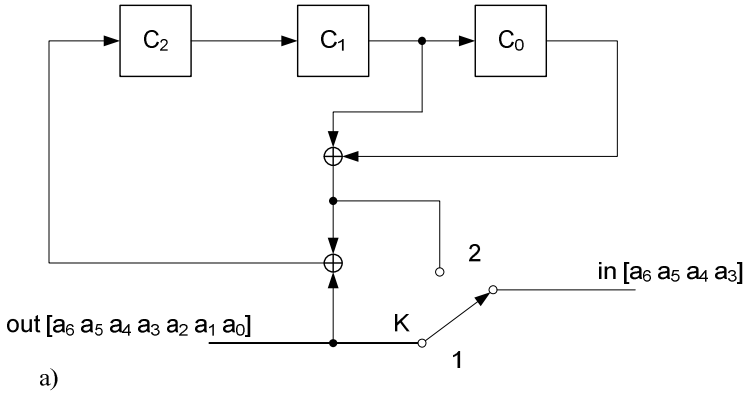 C₂
C₁
C₀
2
in [a₆ a₅ a₄ a₃]
out [a₆ a₅ a₄ a₃ a₂ a₁ a₀]
K
1
a)